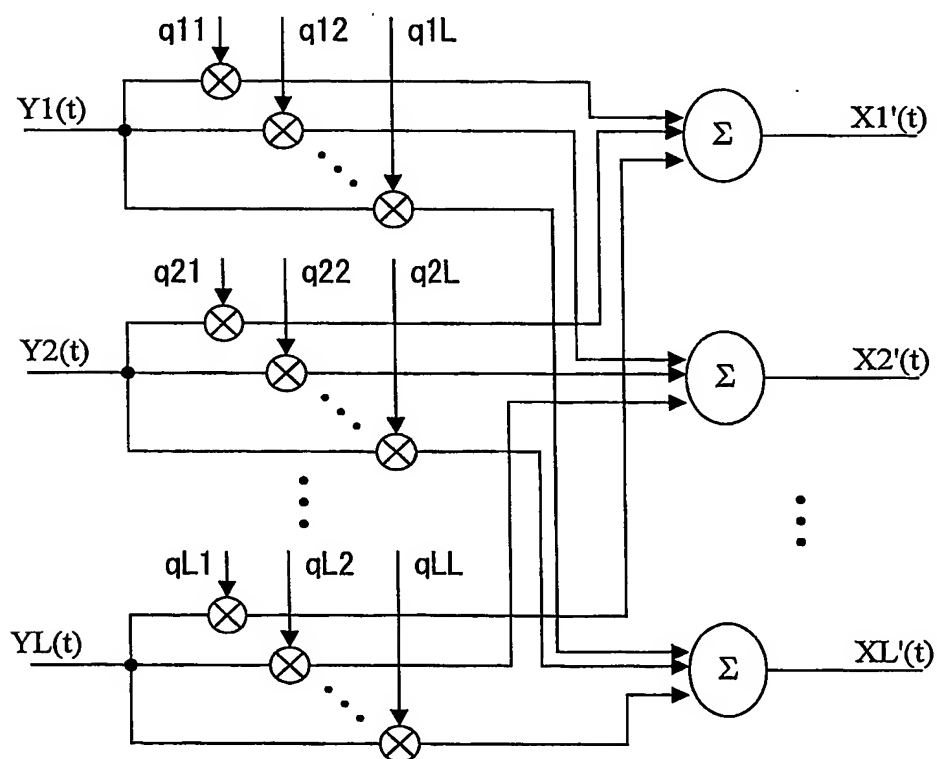 q11 q12 q1L
Y1(t)
Σ
X1'(t)
q21 q22 q2L
Y2(t)
Σ
X2'(t)
qL1 qL2 qLL
YL(t)
Σ
XL'(t)